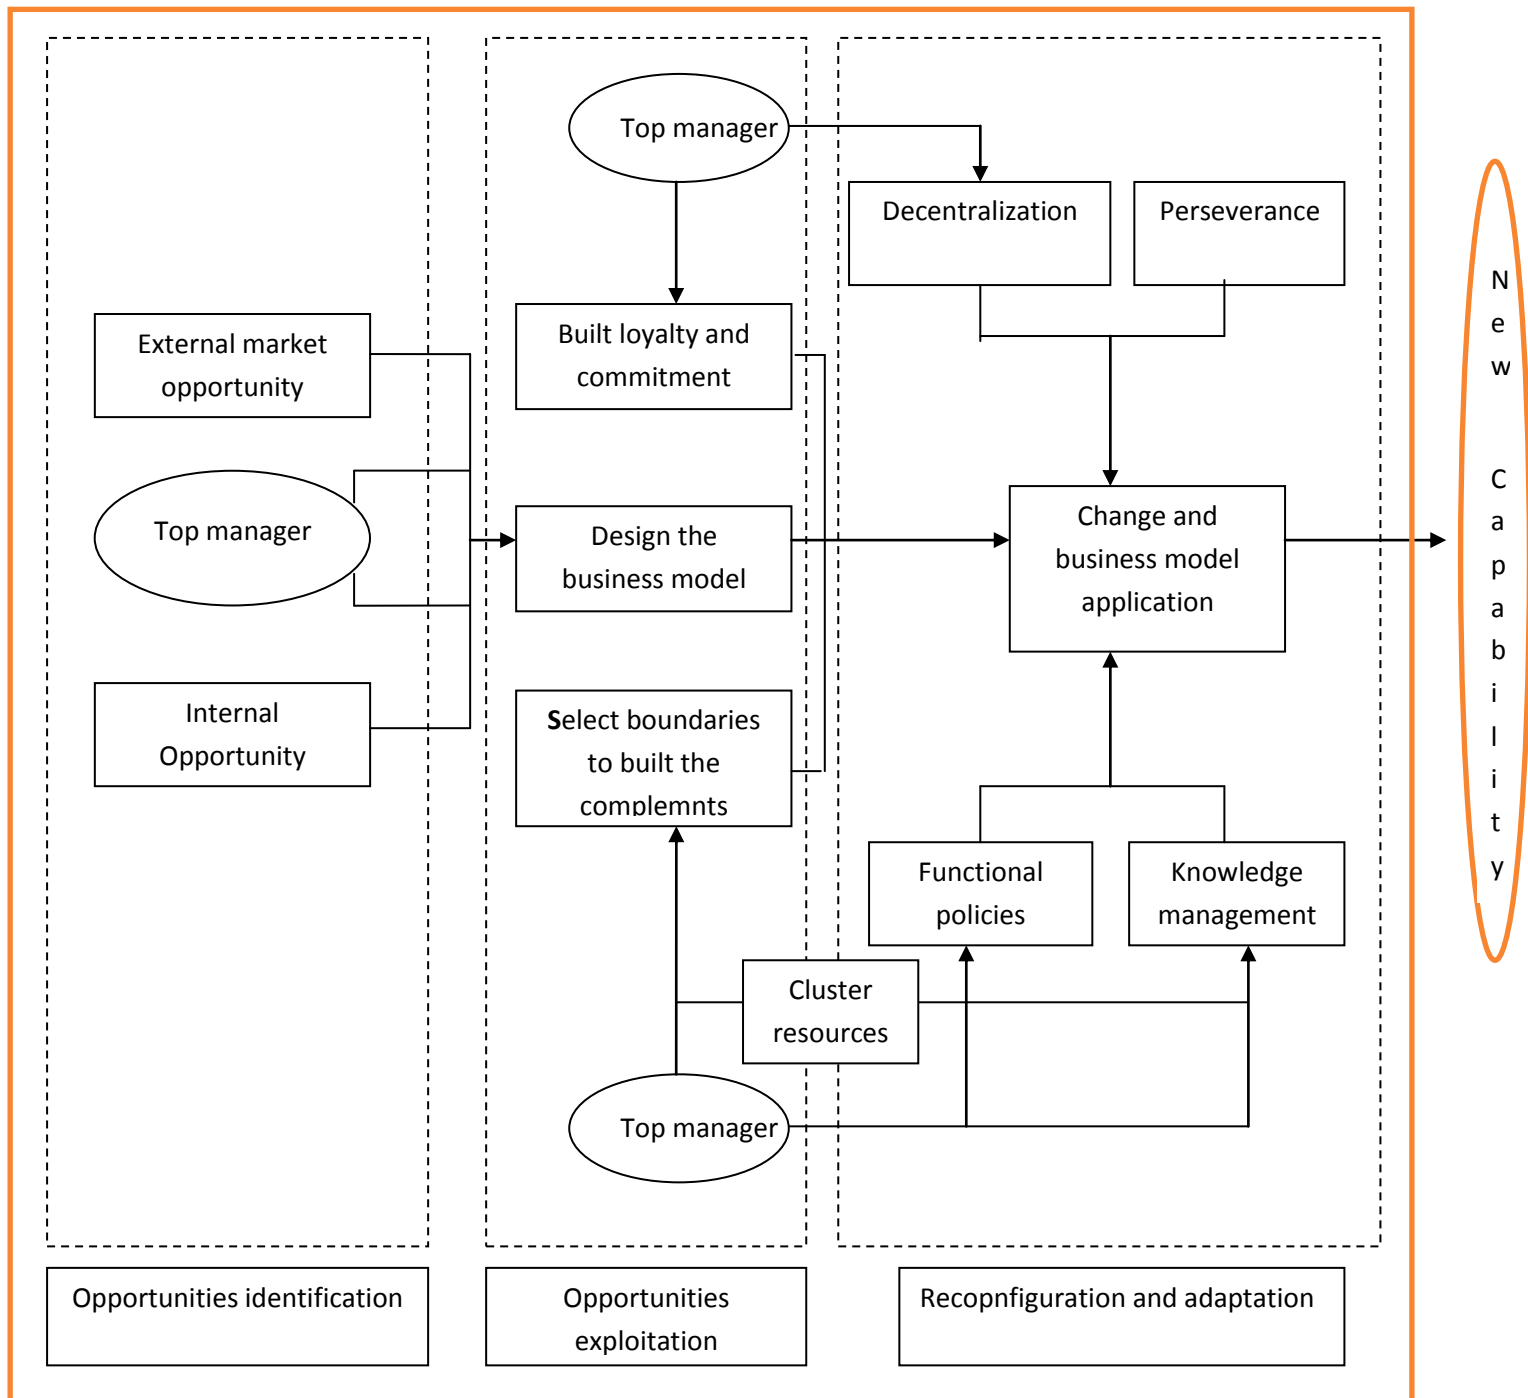 Top manager
Decentralization
Perseverance
External market
opportunity
Built loyalty and
commitment
Top manager
Design the
business model
Change and
business model
application
Internal
Opportunity
Select boundaries
to built the
complemnts
Functional
policies
Knowledge
management
Cluster
resources
Top manager
Opportunities identification
Opportunities
exploitation
Recopnfiguration and adaptation
New Capability